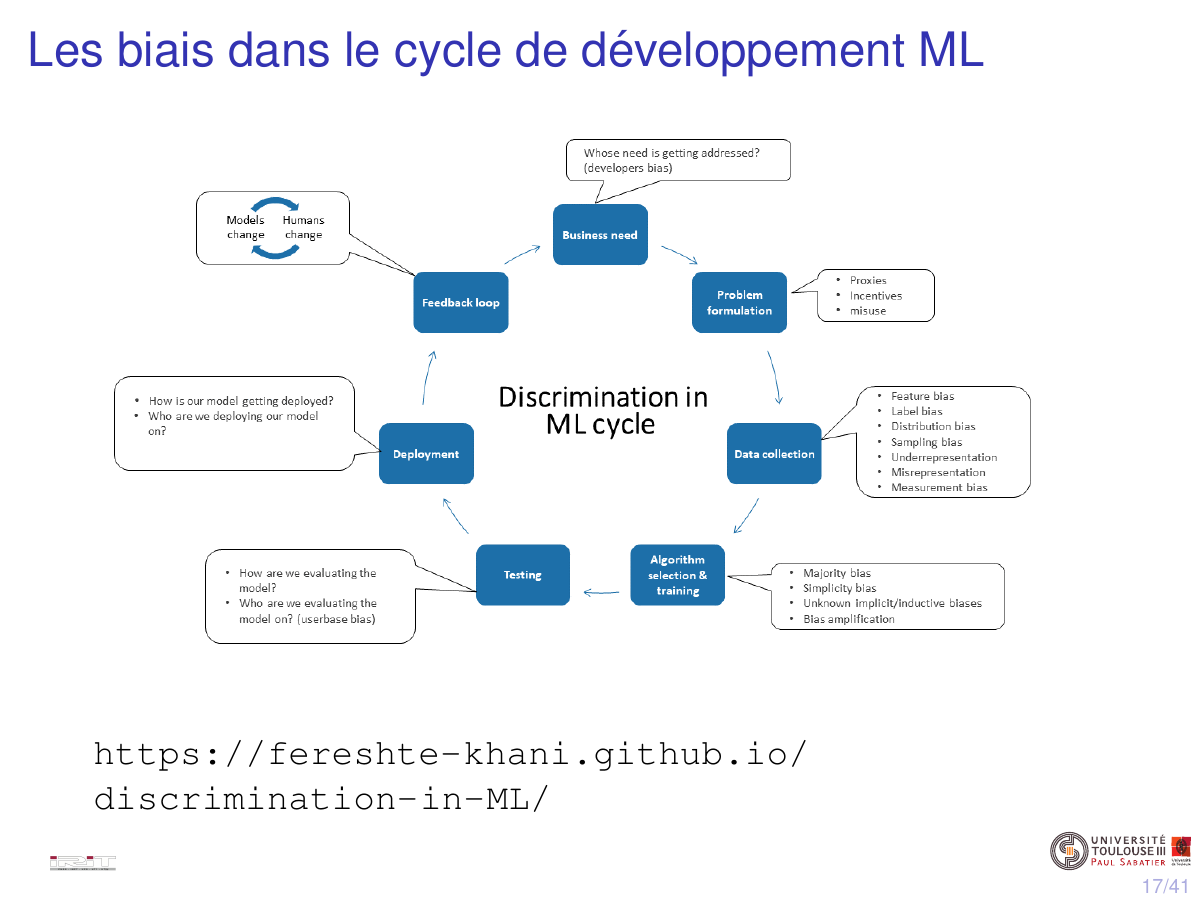 Les biais dans le cycle de développement ML
Whose need is getting addressed?
(developers bias)
Business need
Models
change
Humans
change
Feedback loop
Problem
formulation
• Proxies
• Incentives
• misuse
Discrimination in
ML cycle
• How is our model getting deployed?
• Who are we deploying our model
on?
Deployment
Data collection
• Feature bias
• Label bias
• Distribution bias
• Sampling bias
• Underrepresentation
• Misrepresentation
• Measurement bias
• How are we evaluating the
model?
• Who are we evaluating the
model on? (userbase bias)
Testing
Algorithm
selection &
training
• Majority bias
• Simplicity bias
• Unknown implicit/inductive biases
• Bias amplification
https://fereshte-khani.github.io/
discrimination-in-ML/
IRIT
UNIVERSITÉ
TOULOUSE III
PAUL SABATIER
17/41